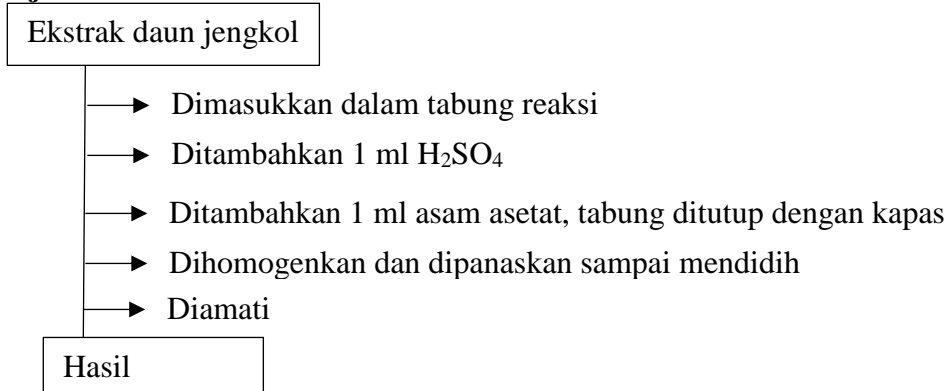 Ekstrak daun jengkol
Dimasukkan dalam tabung reaksi
Ditambahkan 1 ml H₂SO₄
Ditambahkan 1 ml asam asetat, tabung ditutup dengan kapas
Dihomogenkan dan dipanaskan sampai mendidih
Diamati
Hasil